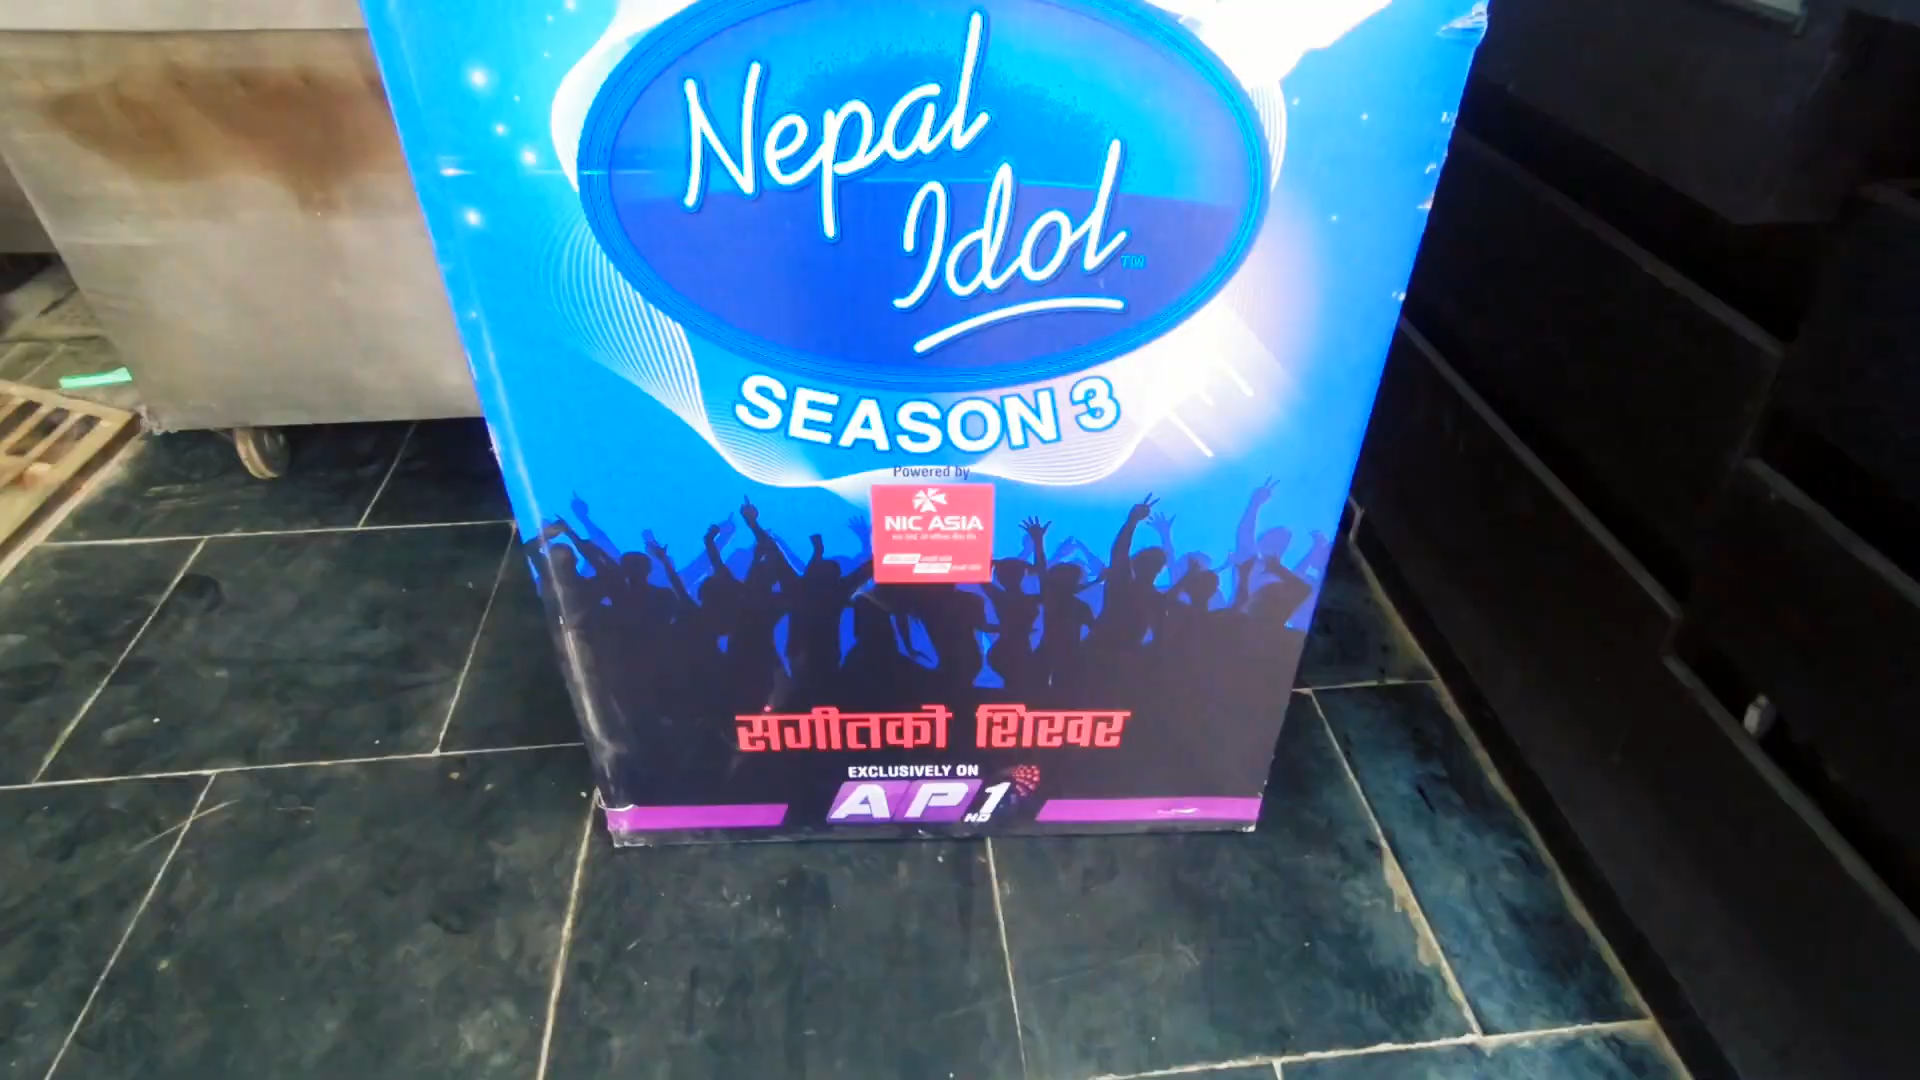 Nepal
Idol
TM
SEASON 3
Powered by
NIC ASIA
संगीतको शिखर
EXCLUSIVELY ON
AP1
HD